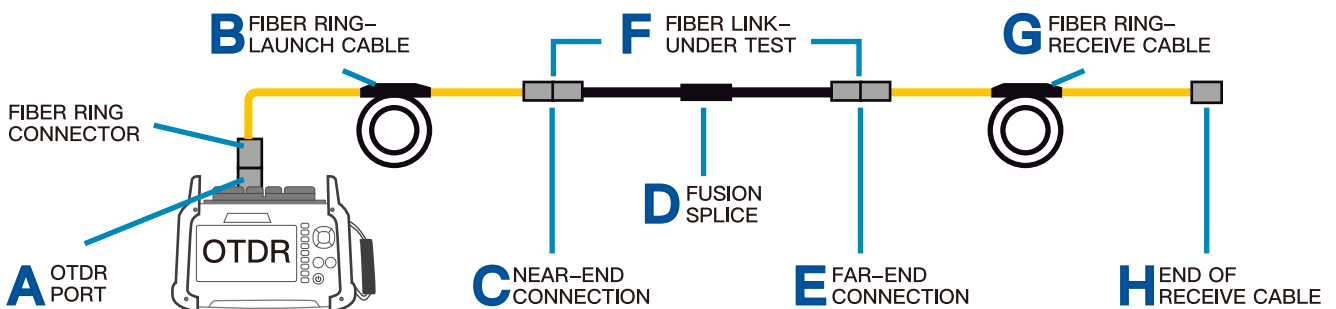 B FIBER RING–
LAUNCH CABLE
F FIBER LINK–
UNDER TEST
G FIBER RING–
RECEIVE CABLE
FIBER RING
CONNECTOR
OTDR
A OTDR
PORT
D FUSION
SPLICE
C NEAR–END
CONNECTION
E FAR–END
CONNECTION
H END OF
RECEIVE CABLE